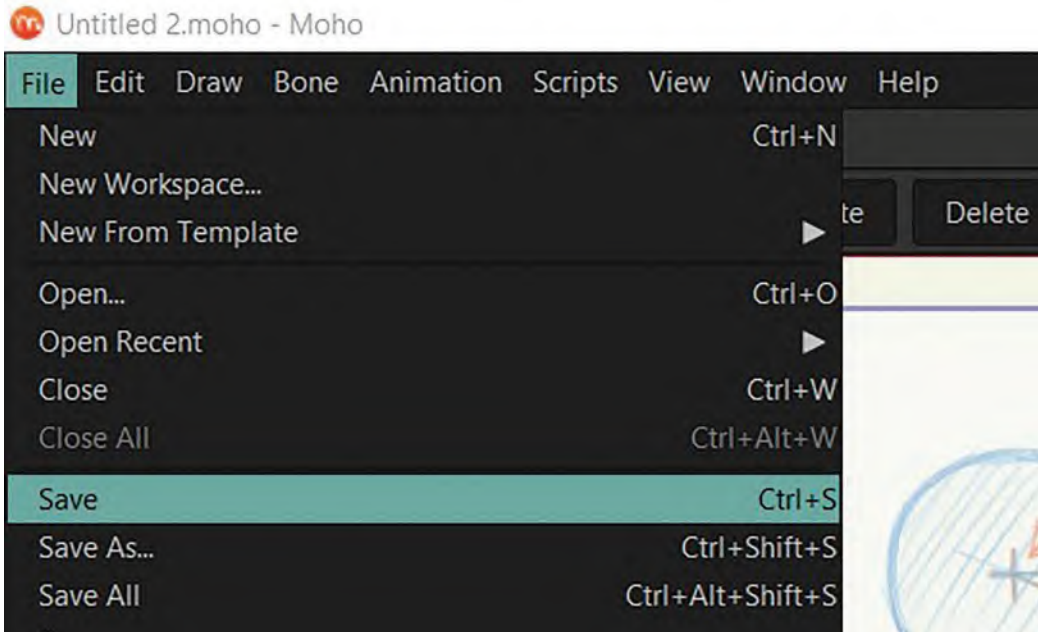 Untitled 2.moho - Moho
File Edit Draw Bone Animation Scripts View Window Help
New Ctrl+N
New Workspace...
New From Template
Delete
Open... Ctrl+O
Open Recent
Close Ctrl+W
Close All Ctrl+Alt+W
Save Ctrl+S
Save As... Ctrl+Shift+S
Save All Ctrl+Alt+Shift+S